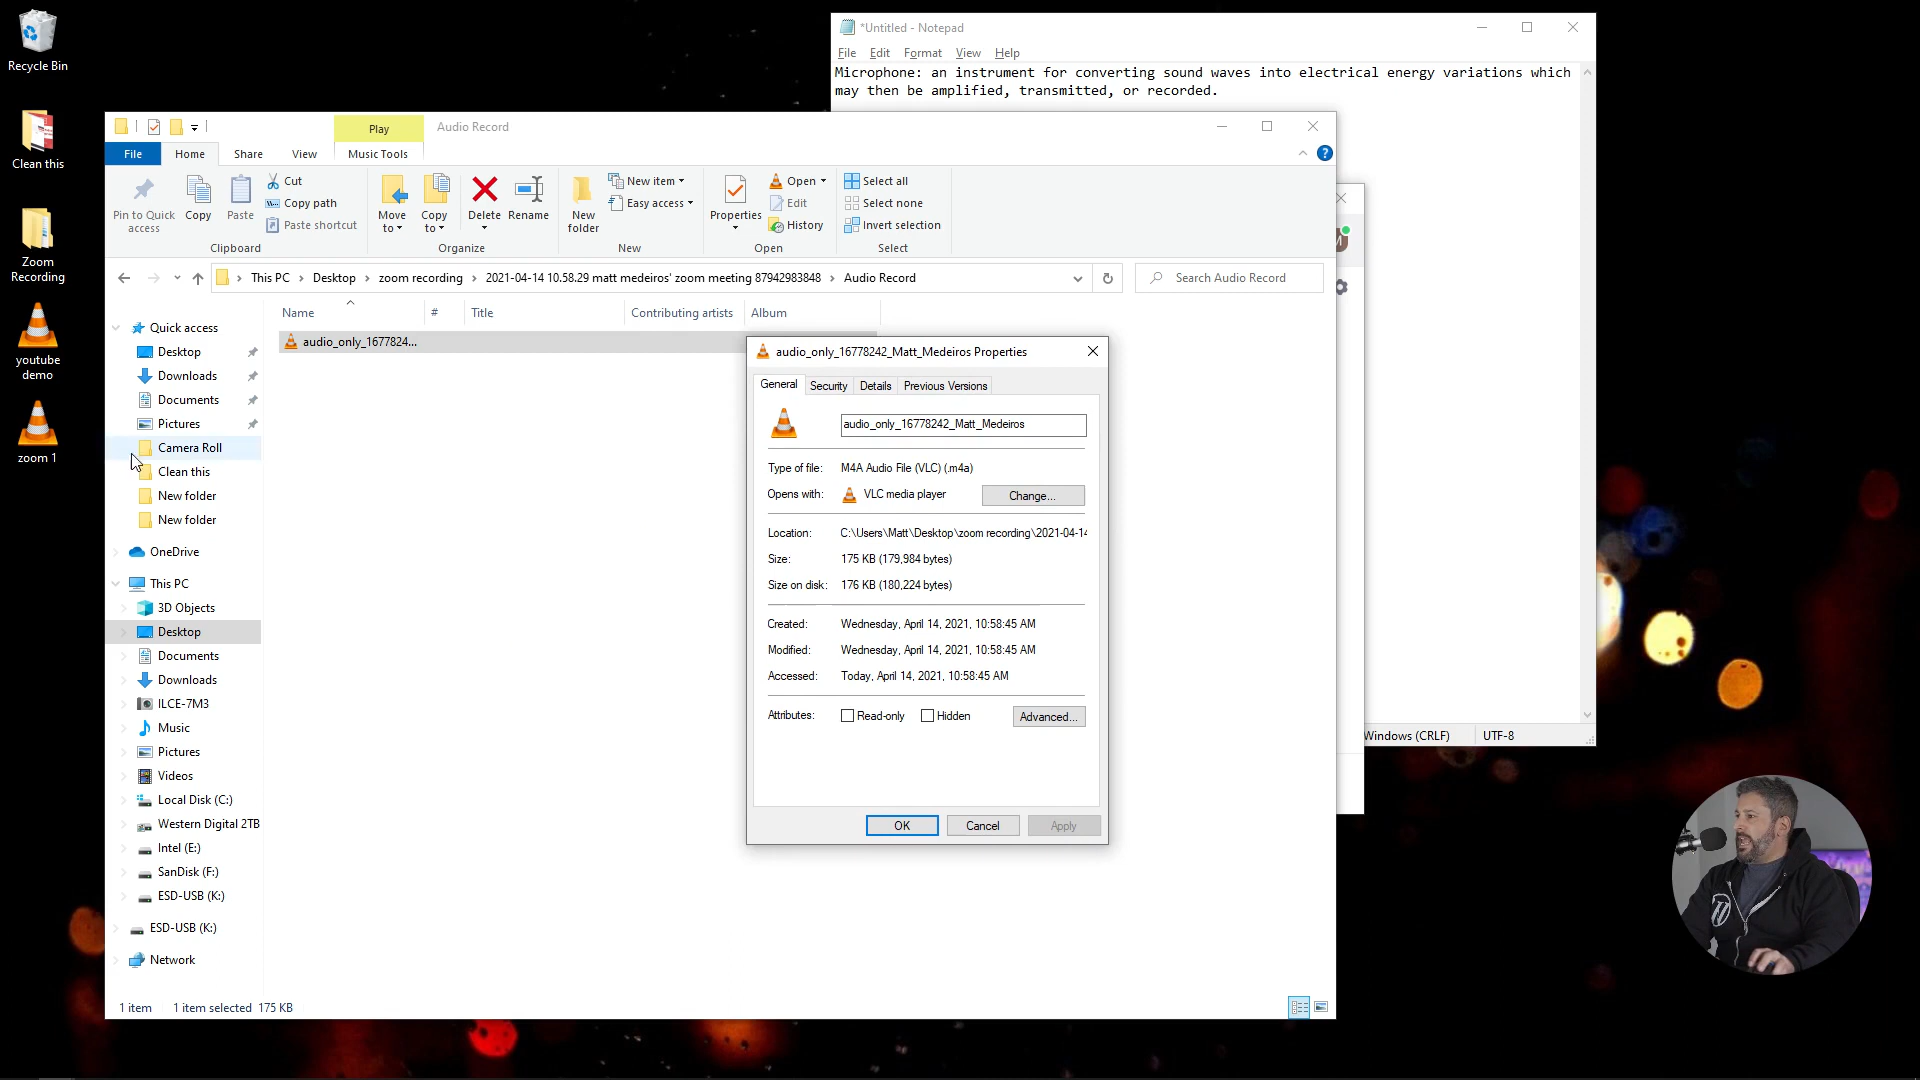 Recycle Bin
Clean this
Zoom
Recording
youtube
demo
zoom 1
*Untitled - Notepad
File Edit Format View Help
Microphone: an instrument for converting sound waves into electrical energy variations which
may then be amplified, transmitted, or recorded.
Windows (CRLF) UTF-8
Play Audio Record
File Home Share View Music Tools
Pin to Quick
access
Copy
Paste
Cut
Copy path
Paste shortcut
Clipboard
Move
to
Copy
to
Delete
Rename
Organize
New
folder
New item
Easy access
New
Properties
Open
Edit
History
Open
Select all
Select none
Invert selection
Select
This PC > Desktop > zoom recording > 2021-04-14 10.58.29 matt medeiros' zoom meeting 87942983848 > Audio Record
Search Audio Record
Name # Title Contributing artists Album
audio_only_1677824...
Quick access
Desktop
Downloads
Documents
Pictures
Camera Roll
Clean this
New folder
New folder
OneDrive
This PC
3D Objects
Desktop
Documents
Downloads
ILCE-7M3
Music
Pictures
Videos
Local Disk (C:)
Western Digital 2TB
Intel (E:)
SanDisk (F:)
ESD-USB (K:)
ESD-USB (K:)
Network
1 item 1 item selected 175 KB
audio_only_16778242_Matt_Medeiros Properties
General Security Details Previous Versions
audio_only_16778242_Matt_Medeiros
Type of file: M4A Audio File (VLC) (.m4a)
Opens with: VLC media player Change...
Location: C:\Users\Matt\Desktop\zoom recording\2021-04-14
Size: 175 KB (179,984 bytes)
Size on disk: 176 KB (180,224 bytes)
Created: Wednesday, April 14, 2021, 10:58:45 AM
Modified: Wednesday, April 14, 2021, 10:58:45 AM
Accessed: Today, April 14, 2021, 10:58:45 AM
Attributes: Read-only Hidden Advanced...
OK Cancel Apply